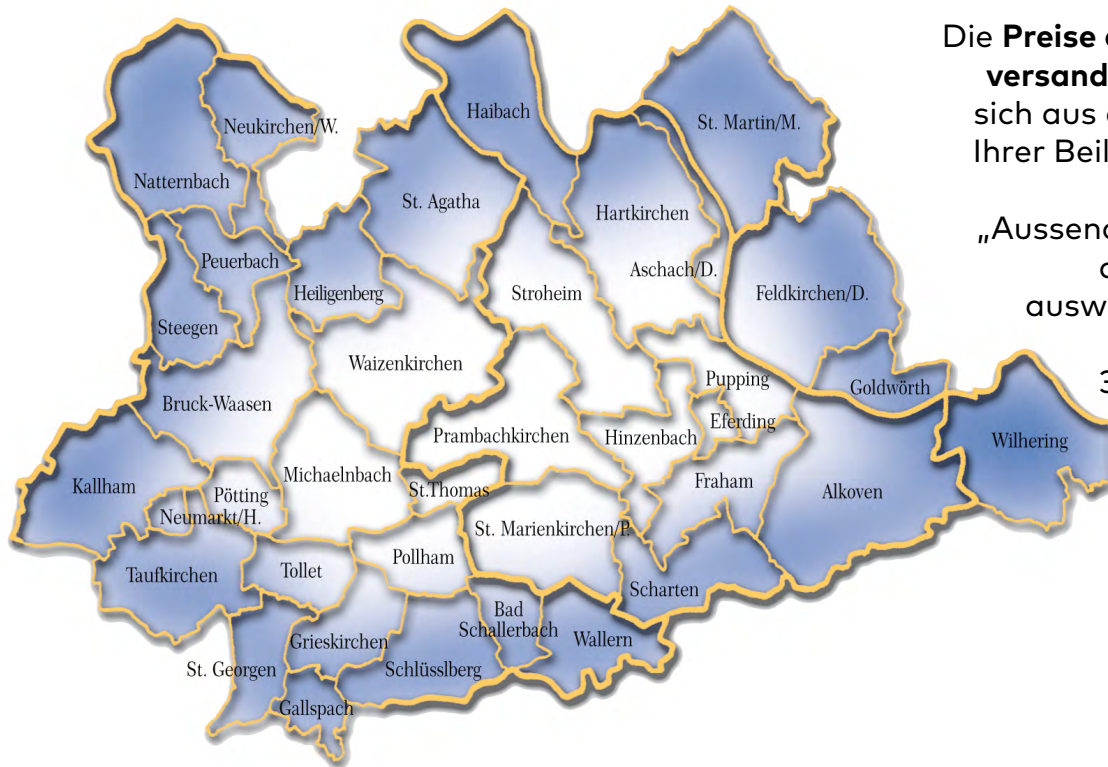 Die Preise
versand
sich aus
Ihrer Beil
„Aussend
ausw
3
Neukirchen/W.
Haibach
St. Martin/M.
Natternbach
St. Agatha
Hartkirchen
Peuerbach
Aschach/D.
Heiligenberg
Stroheim
Feldkirchen/D.
Steegen
Waizenkirchen
Pupping
Goldwörth
Bruck-Waasen
Eferding
Prambachkirchen
Hinzenbach
Wilhering
Michaelnbach
Kallham
St.Thomas
Fraham
Alkoven
Pötting
Neumarkt/H.
St. Marienkirchen/P.
Pollham
Tollet
Taufkirchen
Scharten
Bad
Schallerbach
Wallern
Grieskirchen
St. Georgen
Schlüsslberg
Gallspach